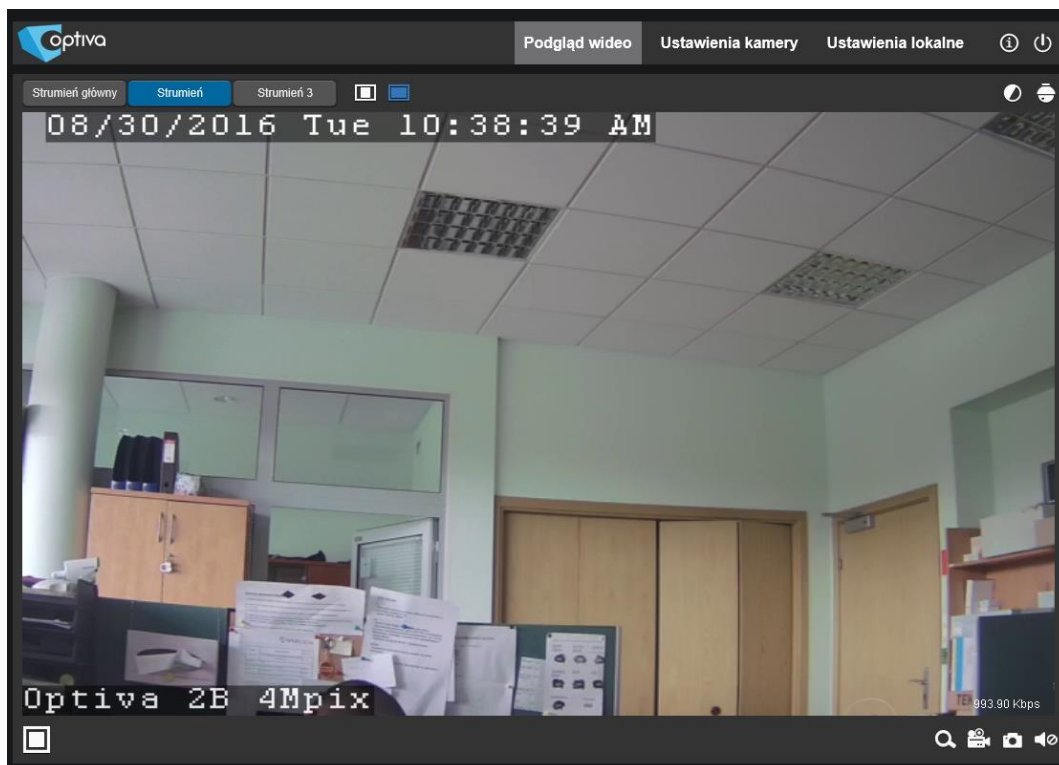 optiva
Podgląd wideo Ustawienia kamery Ustawienia lokalne
Strumień główny Strumień Strumień 3
08/30/2016 Tue 10:38:39 AM
Optiva 2B 4Mpix
993.90 Kbps